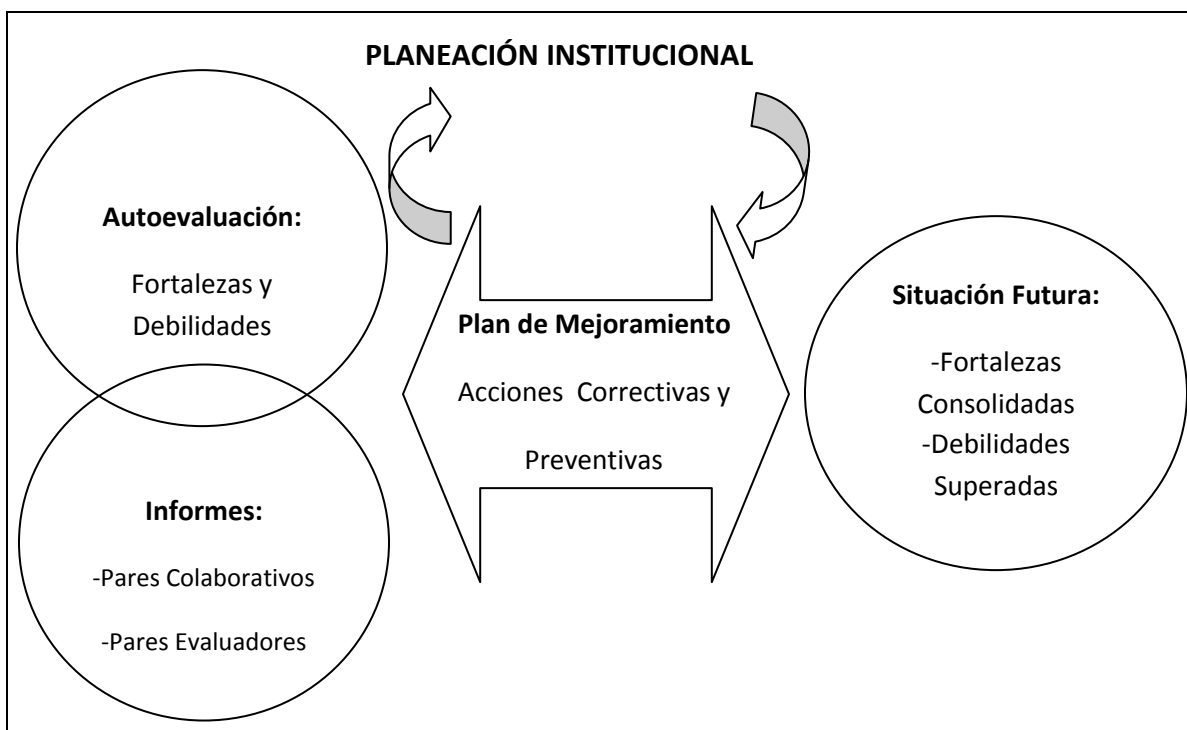 PLANEACIÓN INSTITUCIONAL
Autoevaluación:
Fortalezas y
Debilidades
Informes:
-Pares Colaborativos
-Pares Evaluadores
Plan de Mejoramiento
Acciones  Correctivas y
Preventivas
Situación Futura:
-Fortalezas
Consolidadas
-Debilidades
Superadas